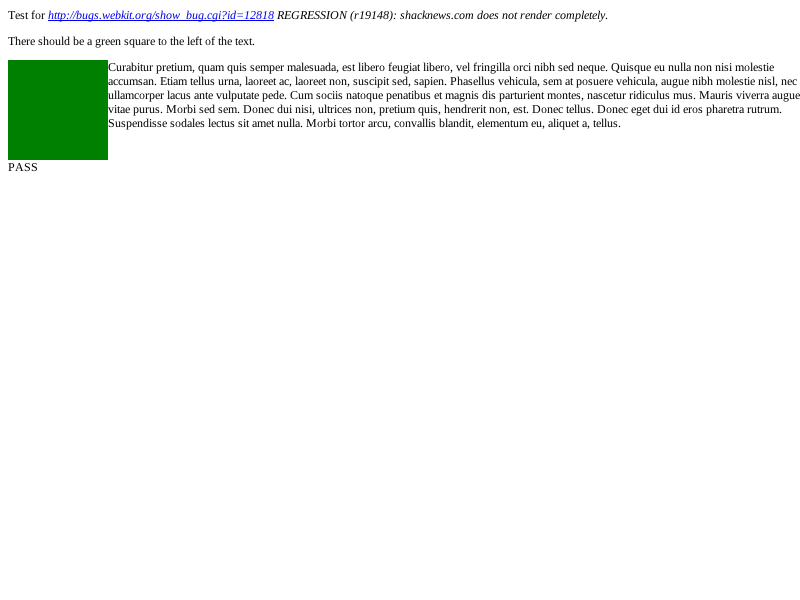 Test for http://bugs.webkit.org/show_bug.cgi?id=12818 REGRESSION (r19148): shacknews.com does not render completely.
There should be a green square to the left of the text.
Curabitur pretium, quam quis semper malesuada, est libero feugiat libero, vel fringilla orci nibh sed neque. Quisque eu nulla non nisi molestie
accumsan. Etiam tellus urna, laoreet ac, laoreet non, suscipit sed, sapien. Phasellus vehicula, sem at posuere vehicula, augue nibh molestie nisl, nec
ullamcorper lacus ante vulputate pede. Cum sociis natoque penatibus et magnis dis parturient montes, nascetur ridiculus mus. Mauris viverra augue
vitae purus. Morbi sed sem. Donec dui nisi, ultrices non, pretium quis, hendrerit non, est. Donec tellus. Donec eget dui id eros pharetra rutrum.
Suspendisse sodales lectus sit amet nulla. Morbi tortor arcu, convallis blandit, elementum eu, aliquet a, tellus.
PASS